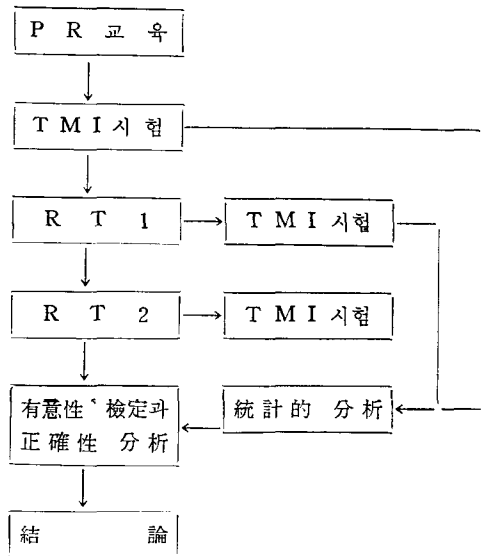 P R 교 육
T M I 시 험
R T 1
T M I 시험
R T 2
T M I 시험
有意性 檢定과
正確性 分析
統計的 分析
結 論